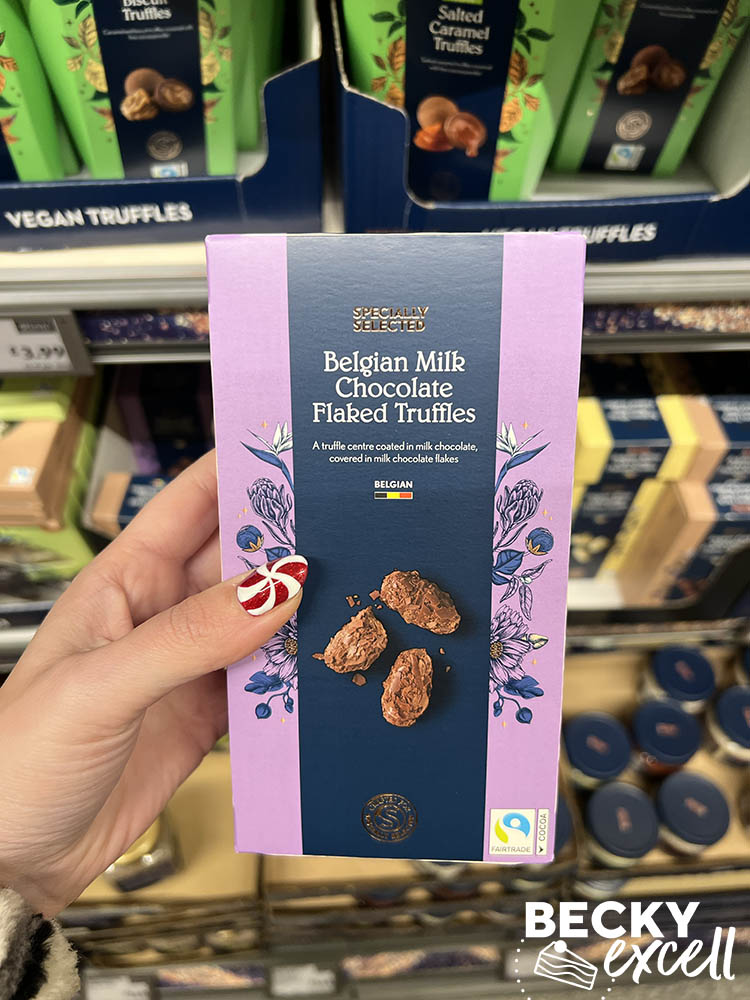 Biscuit
Truffles
Salted
Caramel
Truffles
VEGAN TRUFFLES
TRUFFLES
£3.99
SPECIALLY
SELECTED
Belgian Milk
Chocolate
Flaked Truffles
A truffle centre coated in milk chocolate,
covered in milk chocolate flakes
BELGIAN
S
FAIRTRADE
COCOA
BECKY
excell